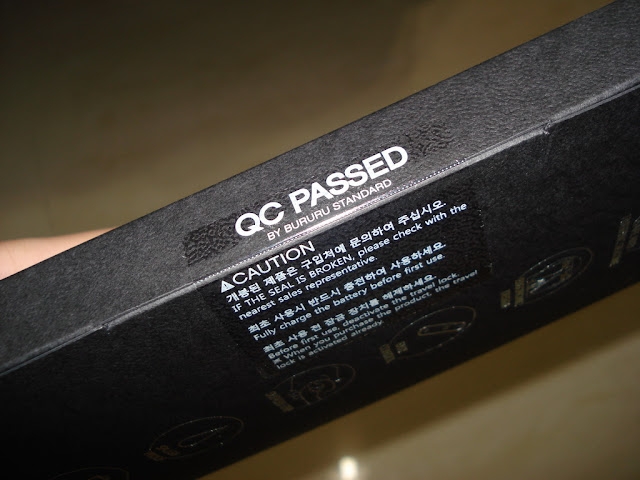 QC PASSED
BY BURURU STANDARD
▲CAUTION
개봉된 제품은 구입처에 문의하여 주십시오.
IF THE SEAL IS BROKEN, please check with the
nearest sales representative.
최초 사용시 반드시 충전하여 사용하세요.
Fully charge the battery before first use.
최초 사용 전 잠금 장치를 해제하세요.
Before first use, deactivate the travel lock.
※ When you purchase the product, the travel
lock is activated already.